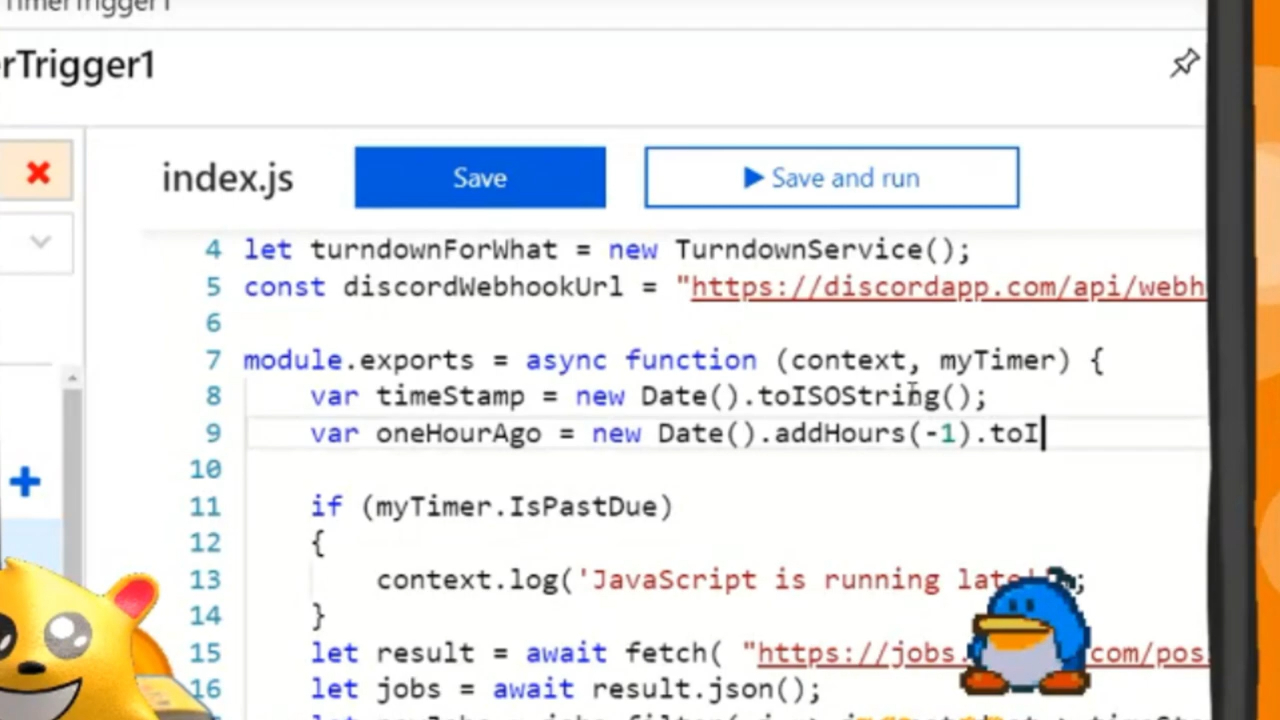 rTrigger1
index.js
Save
Save and run
4 let turndownForWhat = new TurndownService();
5 const discordWebhookUrl = "https://discordapp.com/api/webh
6
7 module.exports = async function (context, myTimer) {
8 var timeStamp = new Date().toISOString();
9 var oneHourAgo = new Date().addHours(-1).toI
10
11 if (myTimer.IsPastDue)
12 {
13 context.log('JavaScript is running late' ;
14 }
15 let result = await fetch( "https://jobs. com/pos
16 let jobs = await result.json();